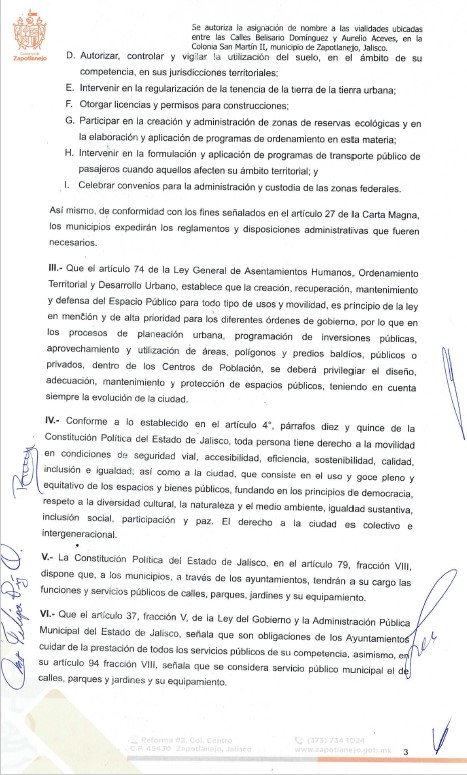 Se autoriza la asignación de nombre a las vialidades ubicadas
entre las Calles Belisario Domínguez y Aurelio Aceves, en la
Colonia San Martín II, municipio de Zapotlanejo, Jalisco.
Zapotlanejo
D. Autorizar, controlar y vigilar la utilización del suelo, en el ámbito de su
competencia, en sus jurisdicciones territoriales;
E. Intervenir en la regularización de la tenencia de la tierra de la tierra urbana;
F. Otorgar licencias y permisos para construcciones;
G. Participar en la creación y administración de zonas de reservas ecológicas y en
la elaboración y aplicación de programas de ordenamiento en esta materia;
H. Intervenir en la formulación y aplicación de programas de transporte público de
pasajeros cuando aquellos afecten su ámbito territorial; y
I. Celebrar convenios para la administración y custodia de las zonas federales.
Así mismo, de conformidad con los fines señalados en el artículo 27 de la Carta Magna,
los municipios expedirán los reglamentos y disposiciones administrativas que fueren
necesarios.
III.- Que el artículo 74 de la Ley General de Asentamientos Humanos, Ordenamiento
Territorial y Desarrollo Urbano, establece que la creación, recuperación, mantenimiento
y defensa del Espacio Público para todo tipo de usos y movilidad, es principio de la ley
en mención y de alta prioridad para los diferentes órdenes de gobierno, por lo que en
los procesos de planeación urbana, programación de inversiones públicas,
aprovechamiento y utilización de áreas, polígonos y predios baldíos, públicos o
privados, dentro de los Centros de Población, se deberá privilegiar el diseño,
adecuación, mantenimiento y protección de espacios públicos, teniendo en cuenta
siempre la evolución de la ciudad.
IV.- Conforme a lo establecido en el artículo 4°, párrafos diez y quince de la
Constitución Política del Estado de Jalisco, toda persona tiene derecho a la movilidad
en condiciones de seguridad vial, accesibilidad, eficiencia, sostenibilidad, calidad,
inclusión e igualdad; así como a la ciudad, que consiste en el uso y goce pleno y
equitativo de los espacios y bienes públicos, fundando en los principios de democracia,
respeto a la diversidad cultural, la naturaleza y el medio ambiente, igualdad sustantiva,
inclusión social, participación y paz. El derecho a la ciudad es colectivo e
intergeneracional.
V.- La Constitución Política del Estado de Jalisco, en el artículo 79, fracción VIII,
dispone que, a los municipios, a través de los ayuntamientos, tendrán a su cargo las
funciones y servicios públicos de calles, parques, jardines y su equipamiento.
VI.- Que el artículo 37, fracción V, de la Ley del Gobierno y la Administración Pública
Municipal del Estado de Jalisco, señala que son obligaciones de los Ayuntamientos
cuidar de la prestación de todos los servicios públicos de su competencia, asimismo, en
su artículo 94 fracción VIII, señala que se considera servicio público municipal el de
calles, parques y jardines y su equipamiento.
Reforma #2, Col. Centro
C.P. 45430 Zapotlanejo, Jalisco
(373) 734 1024
www.zapotlanejo.gob.mx
3